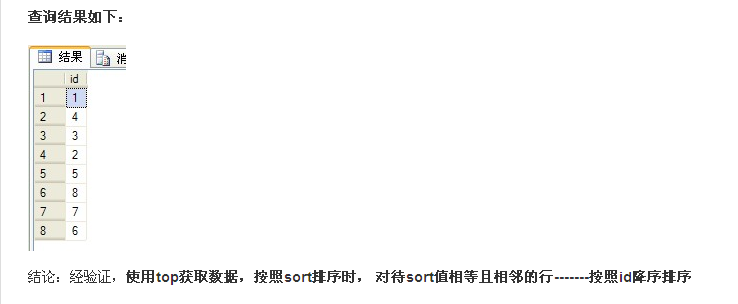 查询结果如下：
结果 消
id
1 1
2 4
3 3
4 2
5 5
6 8
7 7
8 6
结论：经验证，使用top获取数据，按照sort排序时， 对待sort值相等且相邻的行-------按照id降序排序